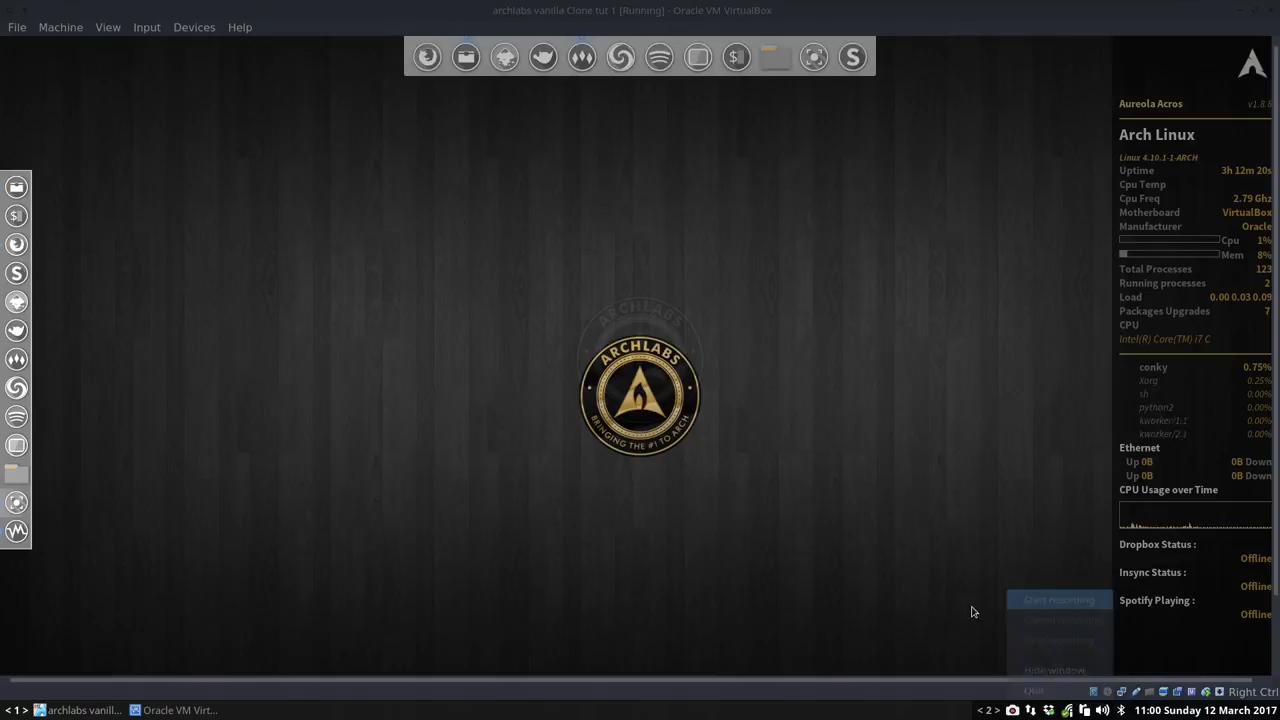 archlabs vanilla Clone tut 1 [Running] - Oracle VM VirtualBox
File Machine View Input Devices Help
Aureola Acros v1.8.6
Arch Linux
Linux 4.10.1-1-ARCH
Uptime 3h 12m 20s
Cpu Temp
Cpu Freq 2.79 Ghz
Motherboard VirtualBox
Manufacturer Oracle
Cpu 1%
Mem 8%
Total Processes 123
Running processes 2
Load 0.00 0.03 0.09
Packages Upgrades 7
CPU
Intel(R) Core(TM) i7 C
conky 0.75%
Xorg 0.25%
sh 0.00%
python2 0.00%
kworker/1:1 0.00%
kworker/2:1 0.00%
Ethernet
Up 0B 0B Down
Up 0B 0B Down
CPU Usage over Time
Dropbox Status : 
Offline
Insync Status :
Offline
Spotify Playing :
Offline
ARCHLABS
ARCHLABS
BRINGING THE #1 TO ARCH
Start recording
Hide window
Quit
Right Ctrl
< 1 > archlabs vanill... Oracle VM Virt... < 2 > 11:00 Sunday 12 March 2017